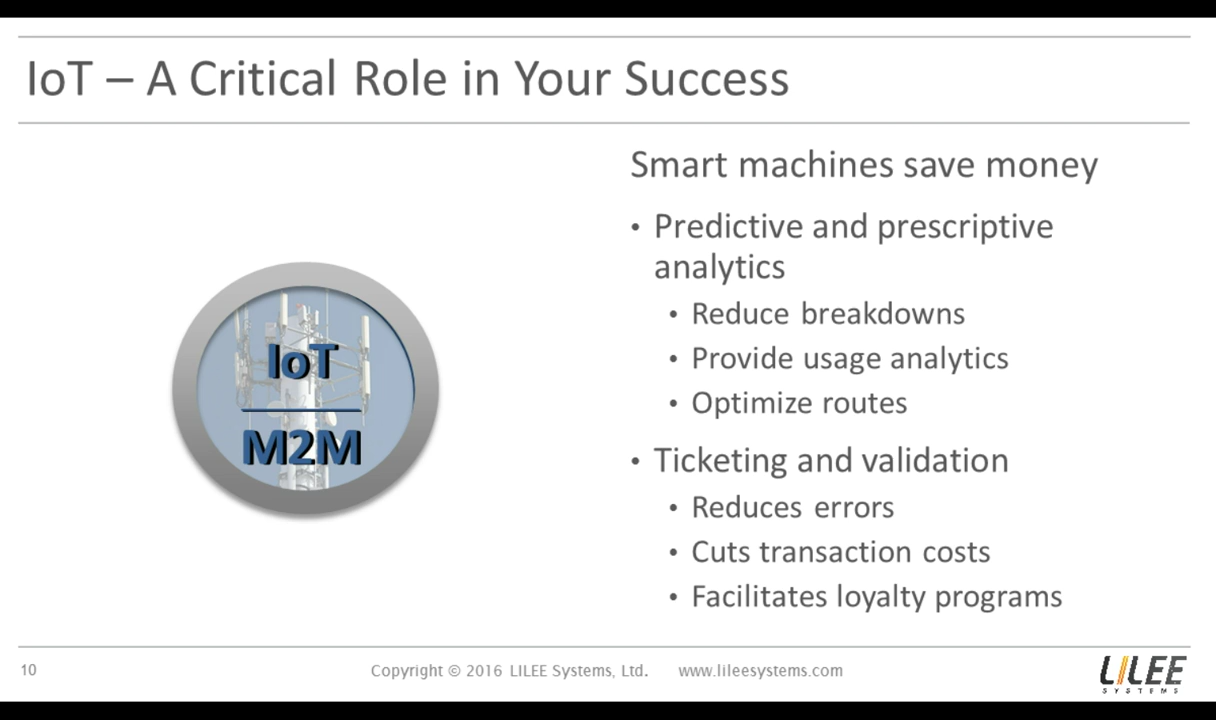 IoT – A Critical Role in Your Success
Smart machines save money
• Predictive and prescriptive
analytics
• Reduce breakdowns
• Provide usage analytics
• Optimize routes
• Ticketing and validation
• Reduces errors
• Cuts transaction costs
• Facilitates loyalty programs
IoT
M2M
10
Copyright © 2016 LILEE Systems, Ltd. www.lileesystems.com
LILEE
SYSTEMS